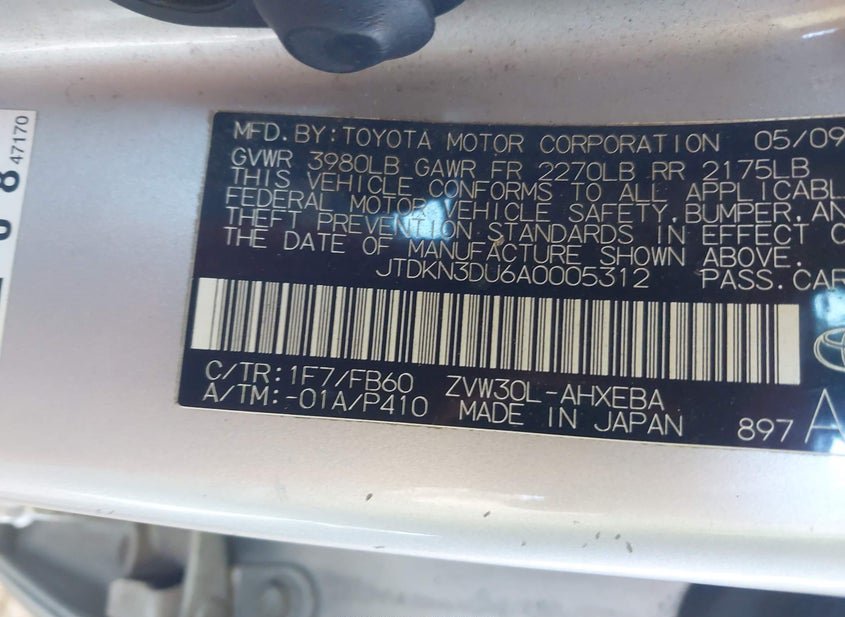 MFD. BY: TOYOTA MOTOR CORPORATION 05/09
GVWR 3980LB GAWR FR 2270LB RR 2175LB
THIS VEHICLE CONFORMS TO ALL APPLICABL
FEDERAL MOTOR VEHICLE SAFETY, BUMPER, AN
THEFT PREVENTION STANDARDS IN EFFECT O
THE DATE OF MANUFACTURE SHOWN ABOVE.
JTDKN3DU6A0005312 PASS.CAR
C/TR: 1F7/FB60 ZVW30L-AHXEBA
A/TM: -01A/P410 MADE IN JAPAN 897 A
8 47170